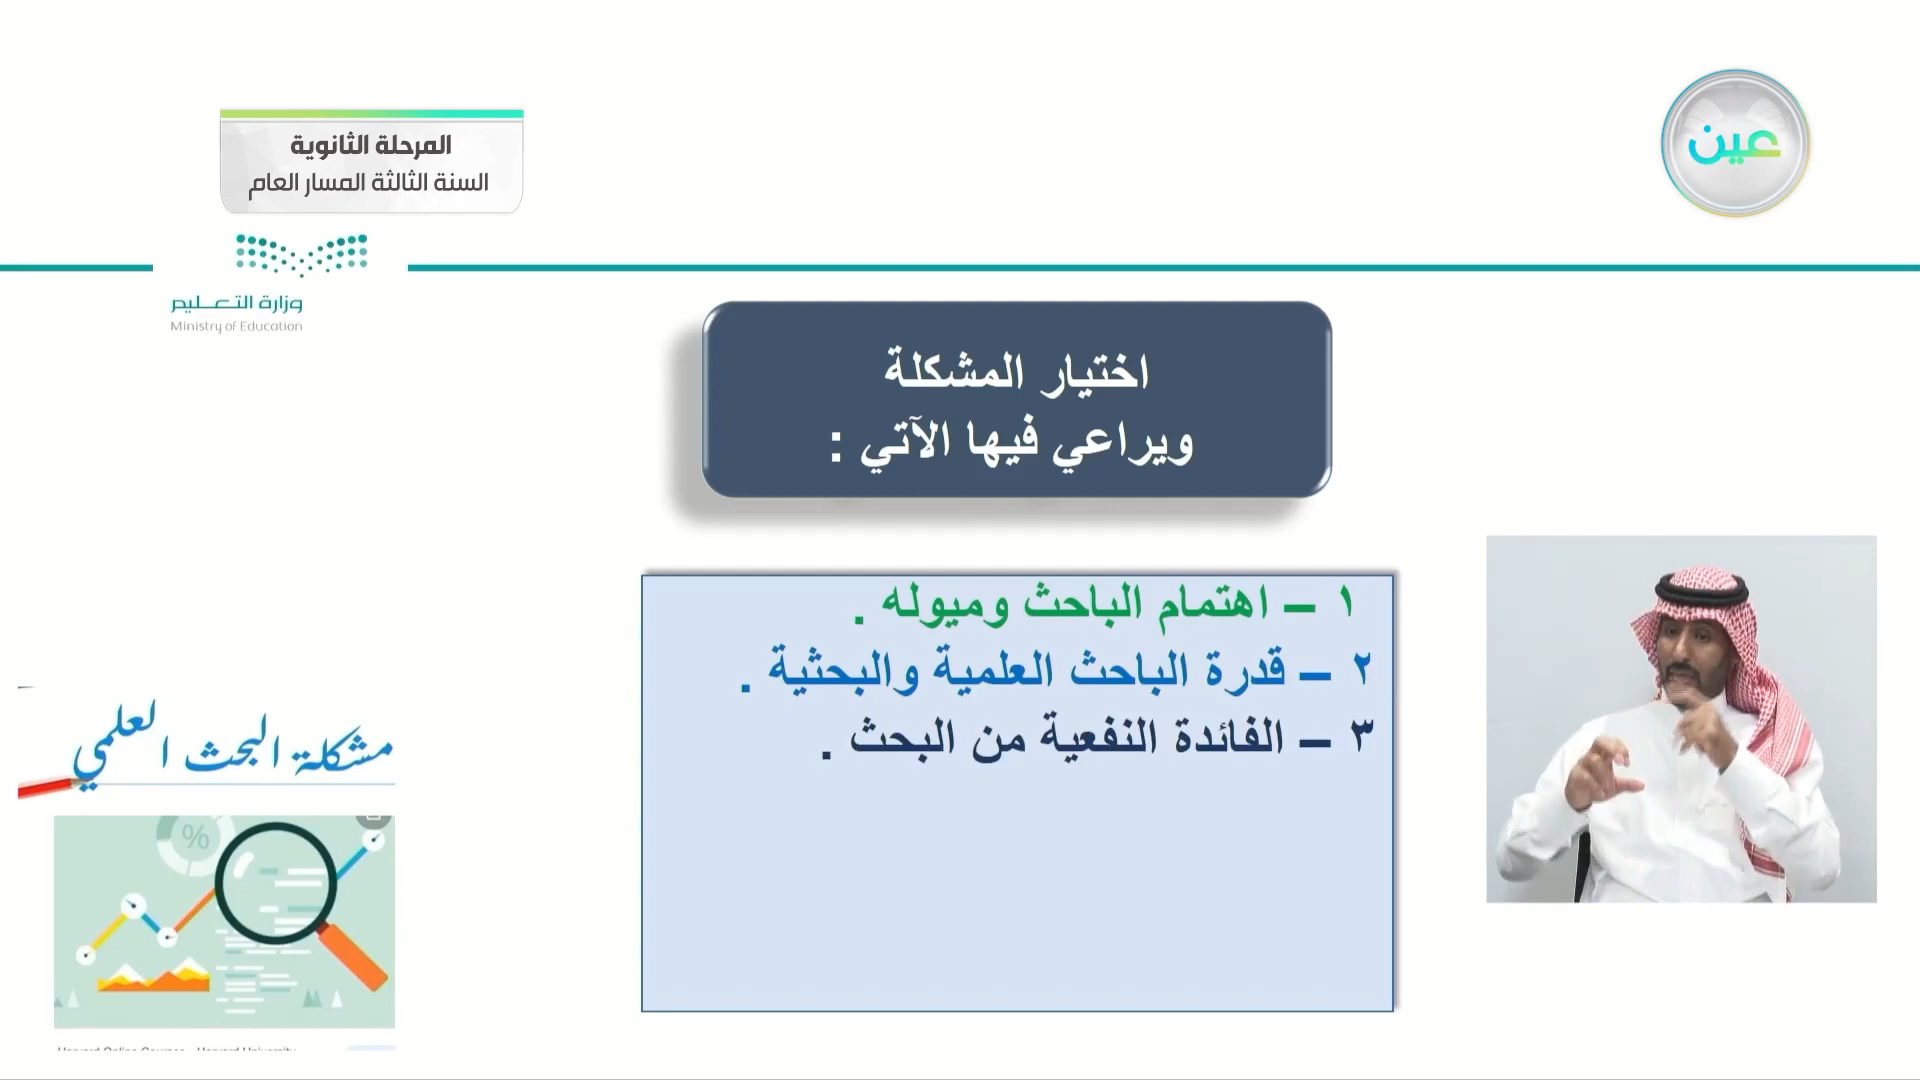 عين
المرحلة الثانوية
السنة الثالثة المسار العام
وزارة التعليم
Ministry of Education
اختيار المشكلة
ويراعي فيها الآتي :
١ – اهتمام الباحث وميوله .
٢ – قدرة الباحث العلمية والبحثية .
٣ – الفائدة النفعية من البحث .
مشكلة البحث العلمي
%